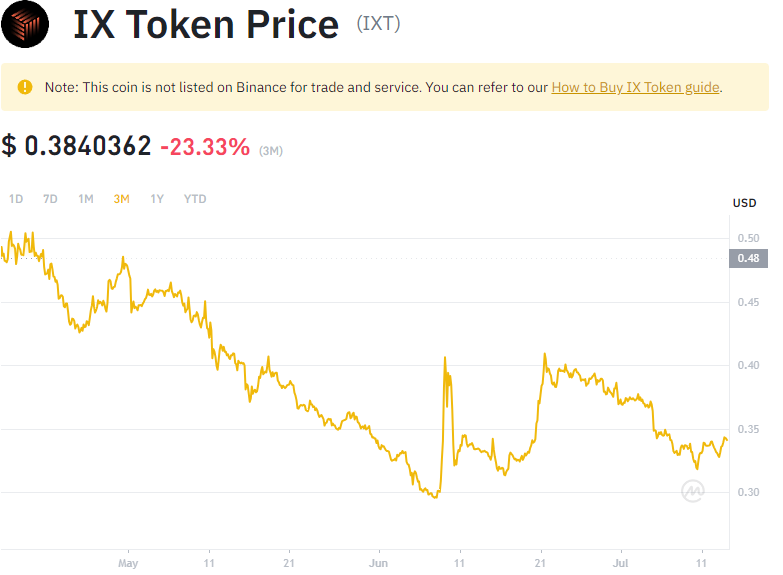 IX Token Price (IXT)
Note: This coin is not listed on Binance for trade and service. You can refer to our How to Buy IX Token guide.
$ 0.3840362 -23.33% (3M)
1D 7D 1M 3M 1Y YTD
USD
0.50
0.48
0.45
0.40
0.35
0.30
May 11 21 Jun 11 21 Jul 11